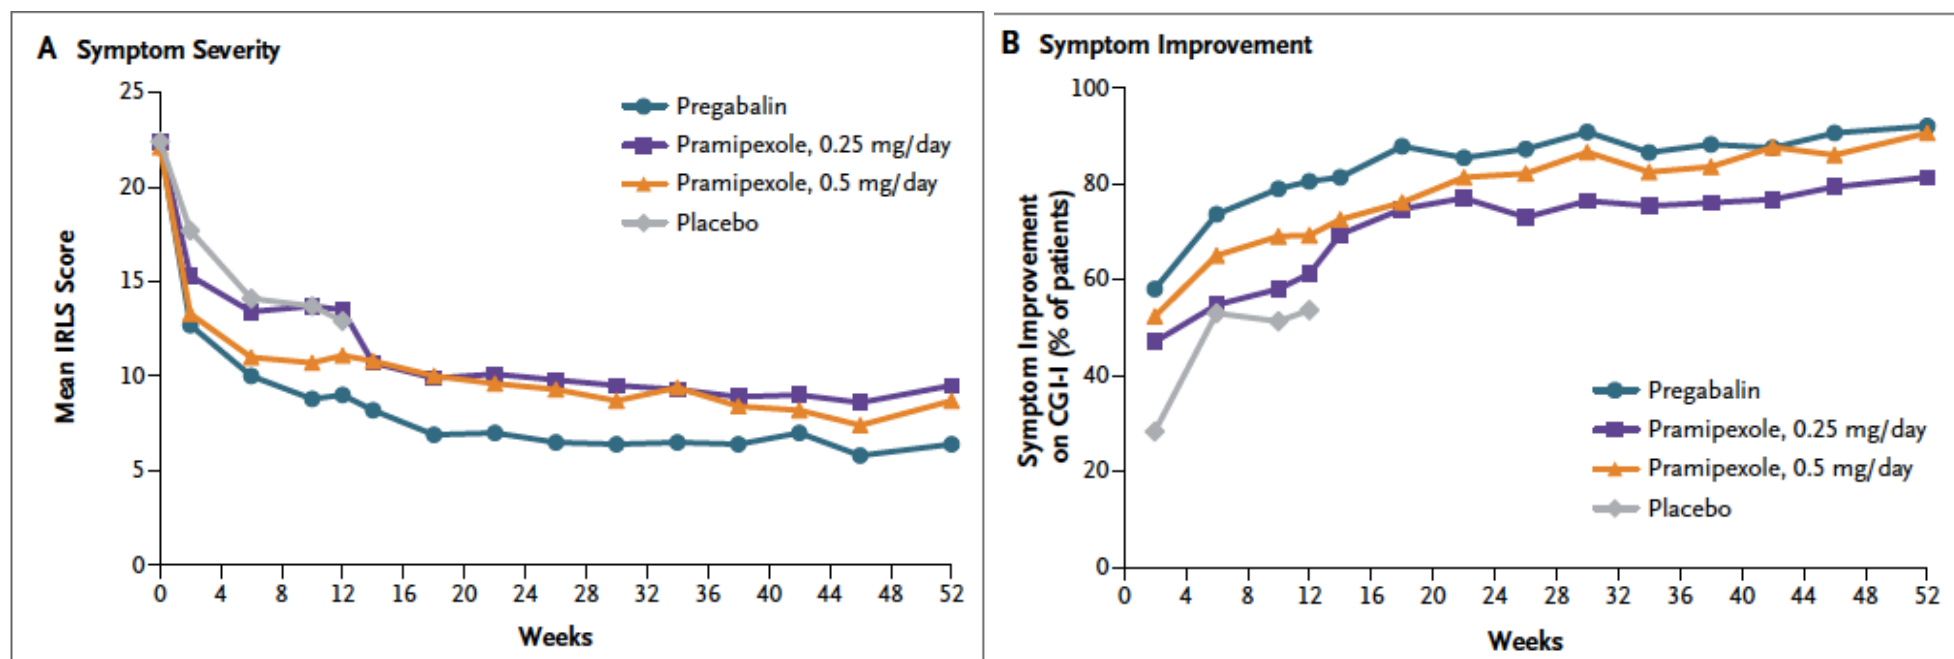 A Symptom Severity
25
20
15
10
5
0
Mean IRLS Score
Pregabalin
Pramipexole, 0.25 mg/day
Pramipexole, 0.5 mg/day
Placebo
0 4 8 12 16 20 24 28 32 36 40 44 48 52
Weeks
B Symptom Improvement
100
80
60
40
20
0
Symptom Improvement
on CGI-I (% of patients)
Pregabalin
Pramipexole, 0.25 mg/day
Pramipexole, 0.5 mg/day
Placebo
0 4 8 12 16 20 24 28 32 36 40 44 48 52
Weeks